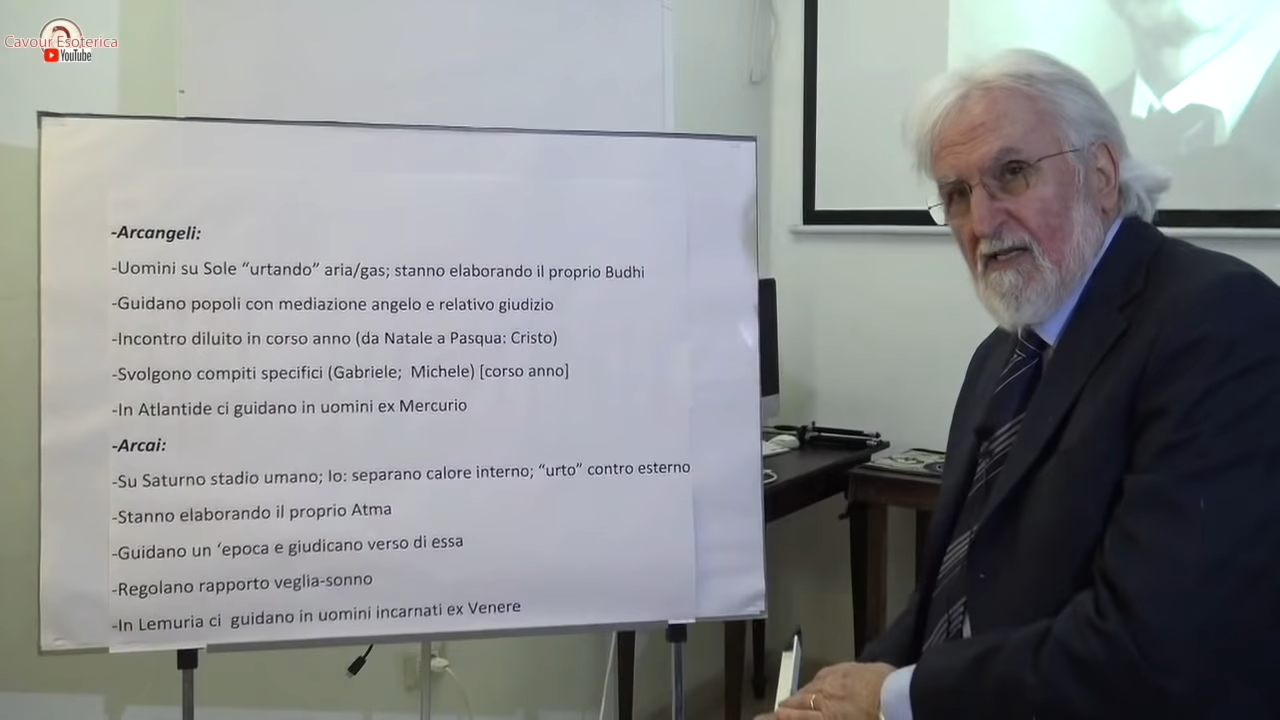 Cavour Esoterica
YouTube
-Arcangeli:
-Uomini su Sole “urtando” aria/gas; stanno elaborando il proprio Budhi
-Guidano popoli con mediazione angelo e relativo giudizio
-Incontro diluito in corso anno (da Natale a Pasqua: Cristo)
-Svolgono compiti specifici (Gabriele;  Michele) [corso anno]
-In Atlantide ci guidano in uomini ex Mercurio
-Arcai:
-Su Saturno stadio umano; Io: separano calore interno; “urto” contro esterno
-Stanno elaborando il proprio Atma
-Guidano un ‘epoca e giudicano verso di essa
-Regolano rapporto veglia-sonno
-In Lemuria ci  guidano in uomini incarnati ex Venere